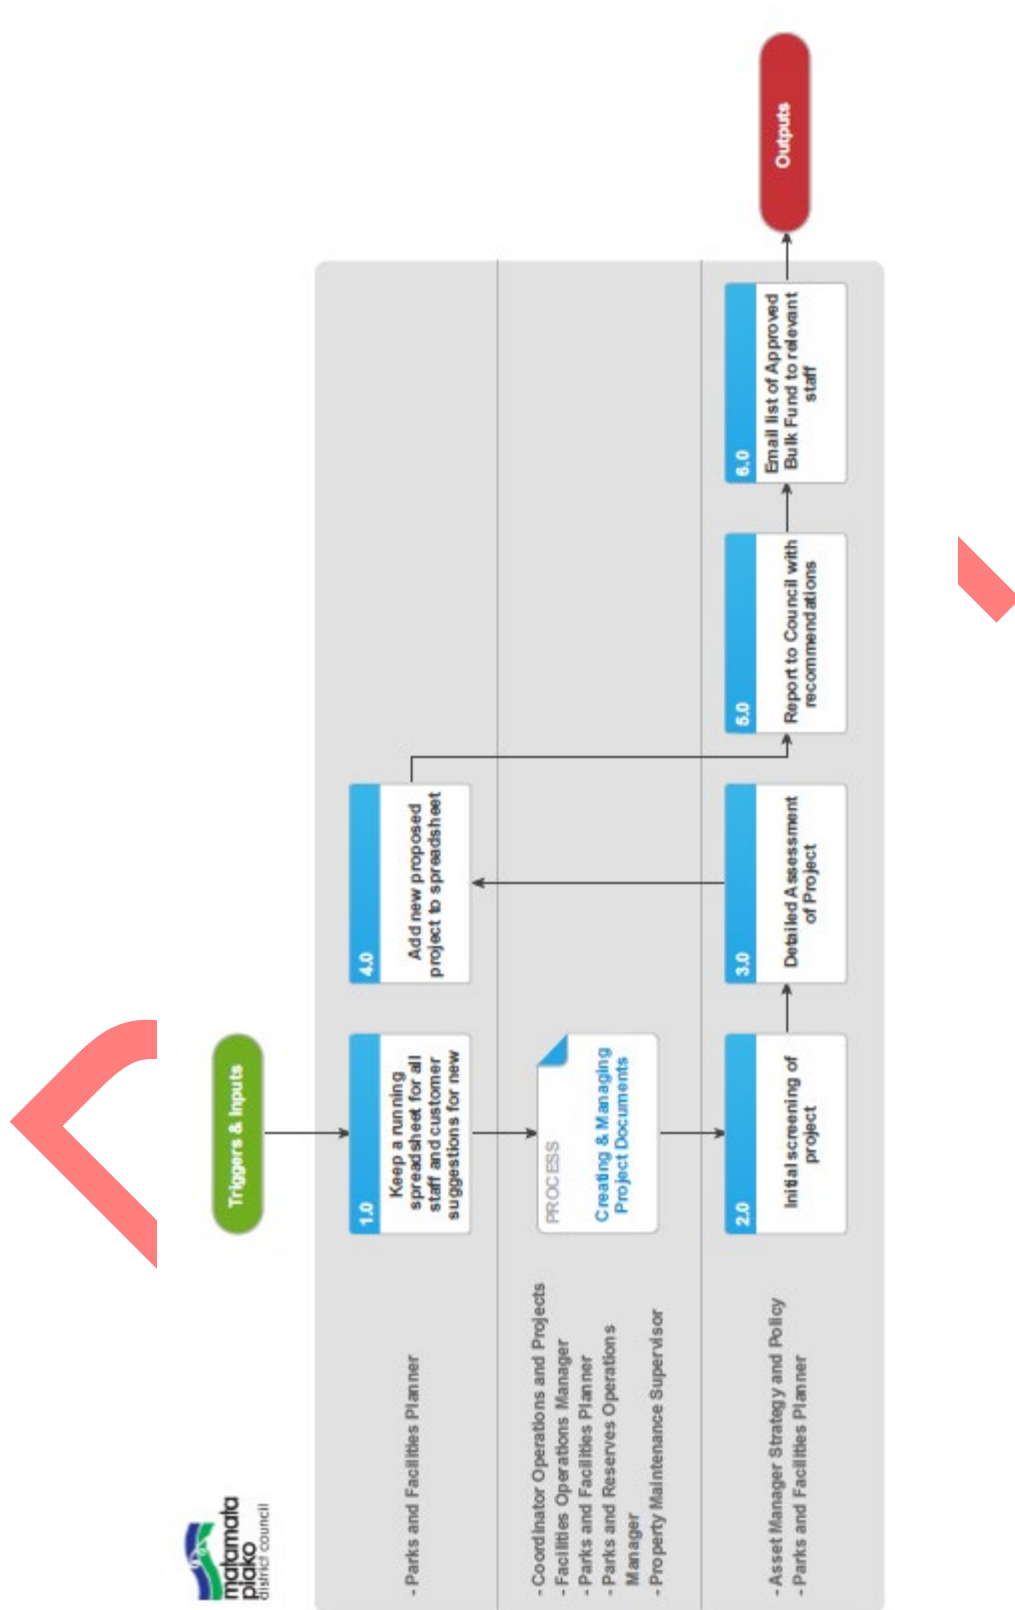 matamata
piako
district council
Triggers & Inputs
- Parks and Facilities Planner
1.0
Keep a running
spreadsheet for all
staff and customer
suggestions for new
4.0
Add new proposed
project to spreadsheet
- Coordinator Operations and Projects
- Facilities Operations Manager
- Parks and Facilities Planner
- Parks and Reserves Operations
Manager
- Property Maintenance Supervisor
PROCESS
Creating & Managing
Project Documents
- Asset Manager Strategy and Policy
- Parks and Facilities Planner
2.0
Initial screening of
project
3.0
Detailed Assessment
of Project
5.0
Report to Council with
recommendations
6.0
Email list of Approved
Bulk Fund to relevant
staff
Outputs